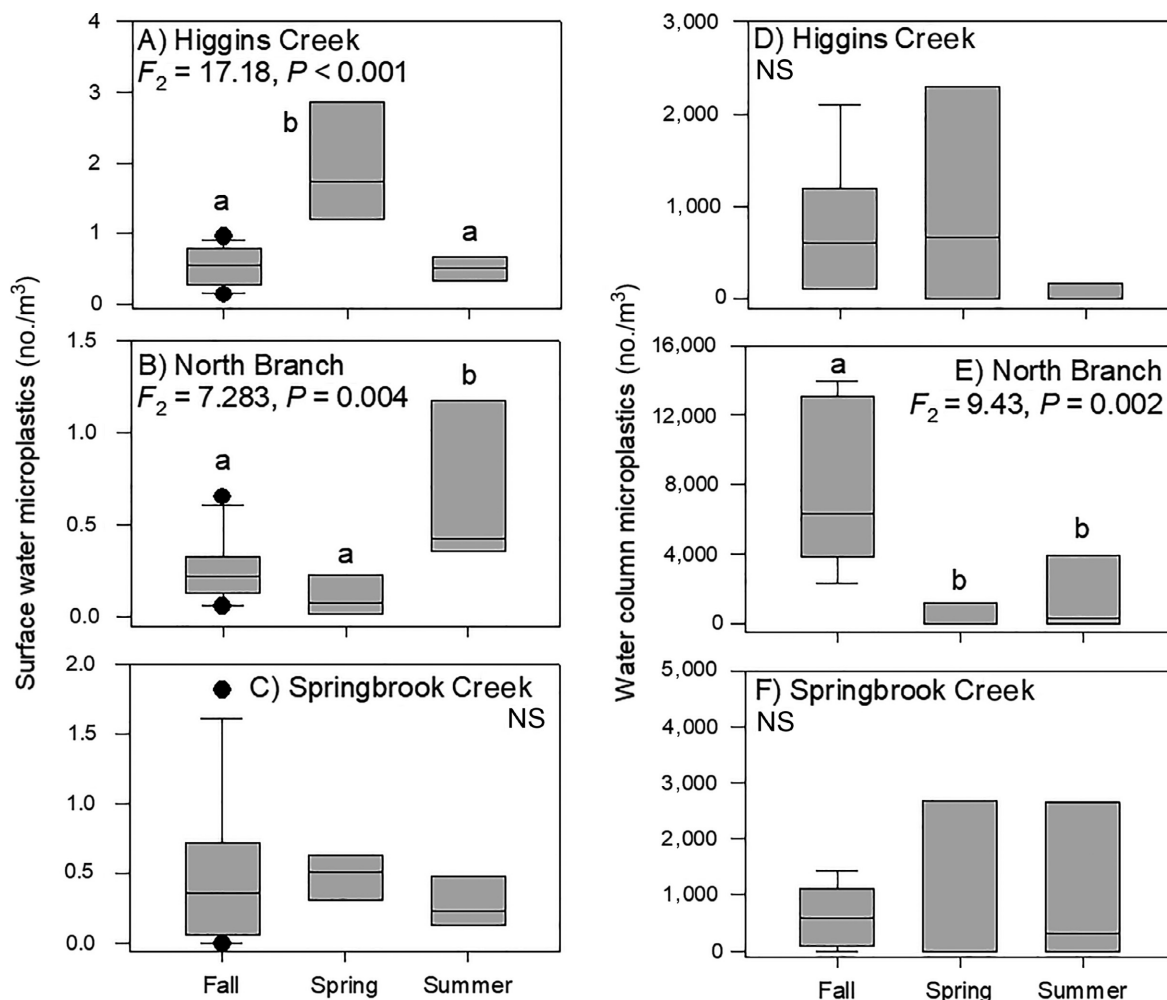 Surface water microplastics (no./m³)
A) Higgins Creek
F₂ = 17.18, P < 0.001
4
3
2
1
0
a
b
a
B) North Branch
F₂ = 7.283, P = 0.004
1.5
1.0
0.5
0.0
a
a
b
C) Springbrook Creek
NS
2.0
1.5
1.0
0.5
0.0
Fall Spring Summer
Water column microplastics (no./m³)
D) Higgins Creek
NS
3,000
2,000
1,000
0
E) North Branch
F₂ = 9.43, P = 0.002
16,000
12,000
8,000
4,000
0
a
b
b
F) Springbrook Creek
NS
5,000
4,000
3,000
2,000
1,000
0
Fall Spring Summer